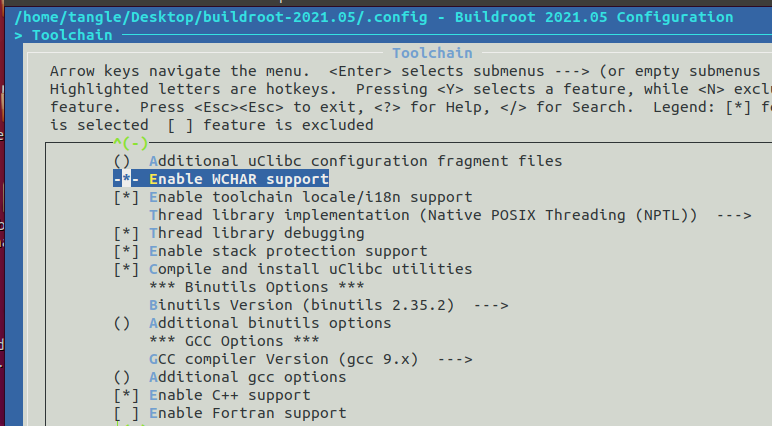 /home/tangle/Desktop/buildroot-2021.05/.config - Buildroot 2021.05 Configuration
> Toolchain
Toolchain
Arrow keys navigate the menu.  <Enter> selects submenus ---> (or empty submenus
Highlighted letters are hotkeys.  Pressing <Y> selects a feature, while <N> exclu
feature.  Press <Esc><Esc> to exit, <?> for Help, </> for Search.  Legend: [*] fe
is selected  [ ] feature is excluded
^(-)
()  Additional uClibc configuration fragment files
-*- Enable WCHAR support
[*] Enable toolchain locale/i18n support
Thread library implementation (Native POSIX Threading (NPTL))  --->
[*] Thread library debugging
[*] Enable stack protection support
[*] Compile and install uClibc utilities
*** Binutils Options ***
Binutils Version (binutils 2.35.2)  --->
()  Additional binutils options
*** GCC Options ***
GCC compiler Version (gcc 9.x)  --->
()  Additional gcc options
[*] Enable C++ support
[ ] Enable Fortran support